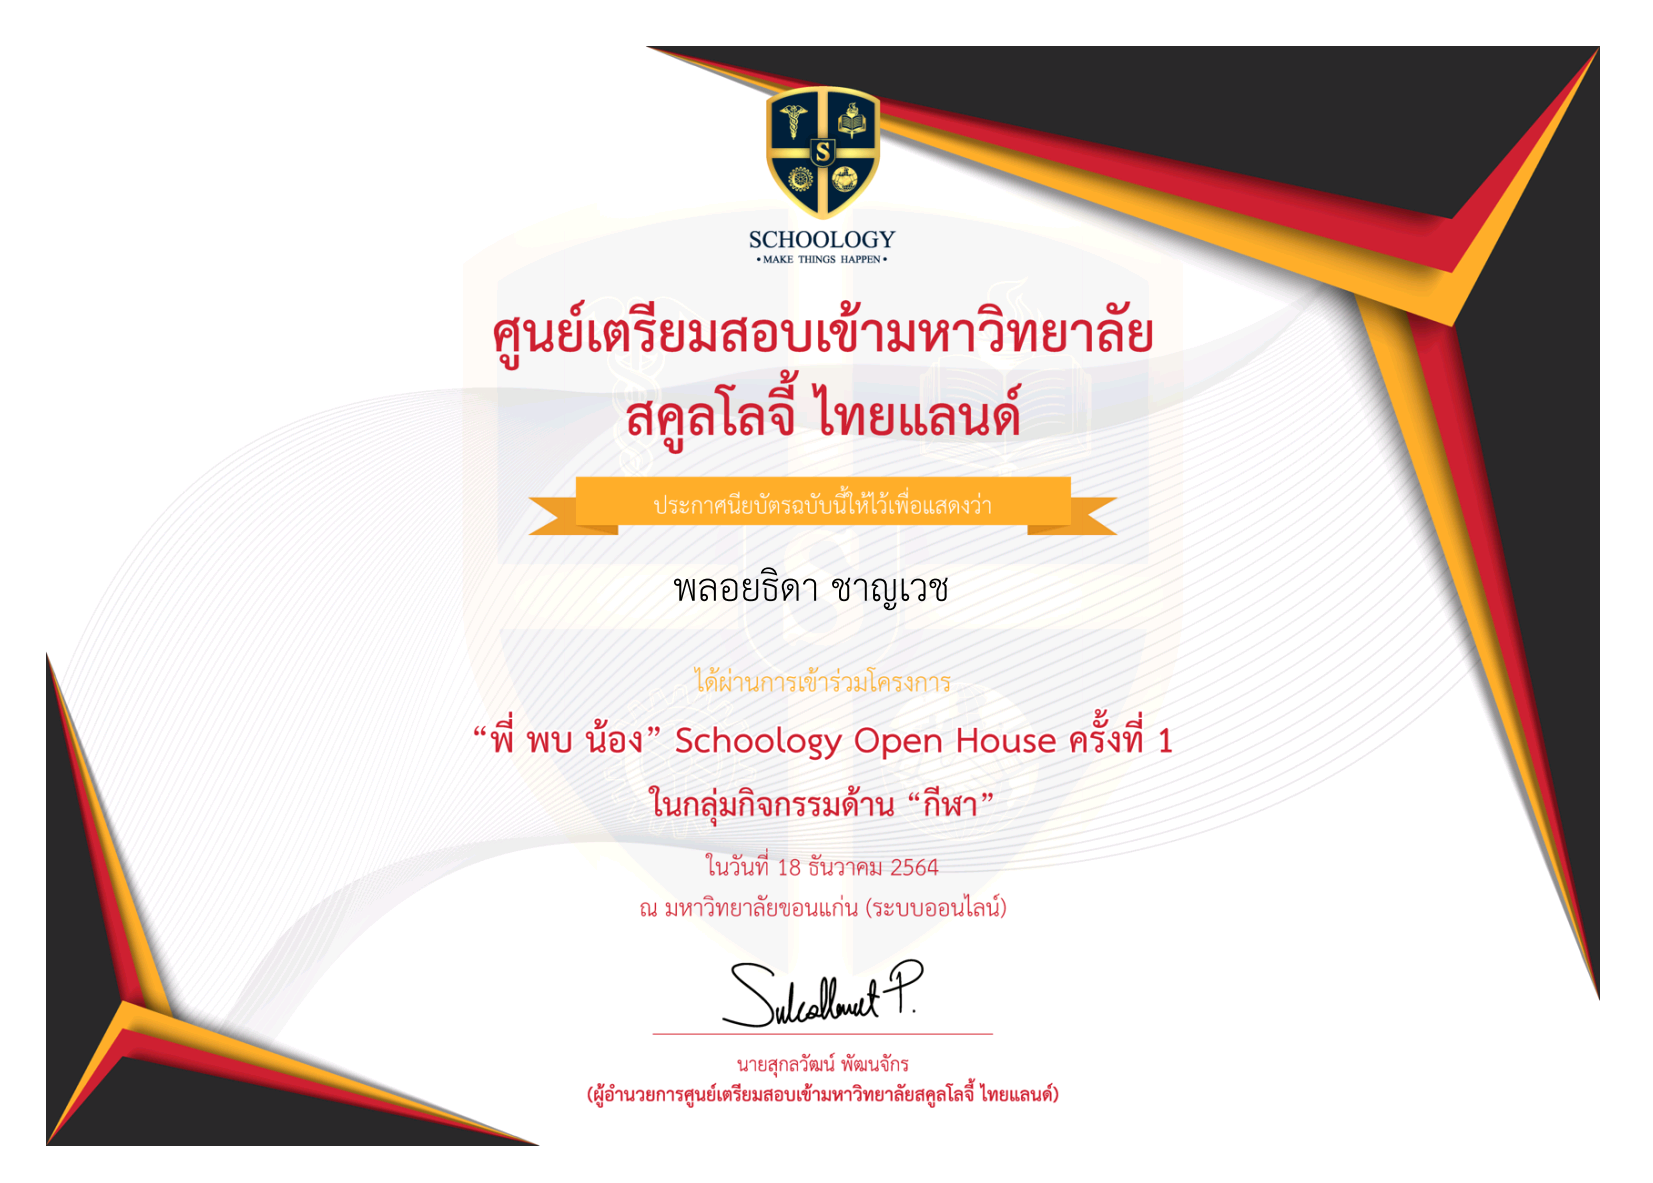 S
SCHOOLOGY
• MAKE THINGS HAPPEN •
ศูนย์เตรียมสอบเข้ามหาวิทยาลัย
สคูลโลจี้ ไทยแลนด์
ประกาศนียบัตรฉบับนี้ให้ไว้เพื่อแสดงว่า
พลอยธิดา ชาญเวช
ได้ผ่านการเข้าร่วมโครงการ
“พี่ พบ น้อง” Schoology Open House ครั้งที่ 1
ในกลุ่มกิจกรรมด้าน “กีฬา”
ในวันที่ 18 ธันวาคม 2564
ณ มหาวิทยาลัยขอนแก่น (ระบบออนไลน์)
นายสุกลวัฒน์ พัฒนจักร
(ผู้อำนวยการศูนย์เตรียมสอบเข้ามหาวิทยาลัยสคูลโลจี้ ไทยแลนด์)